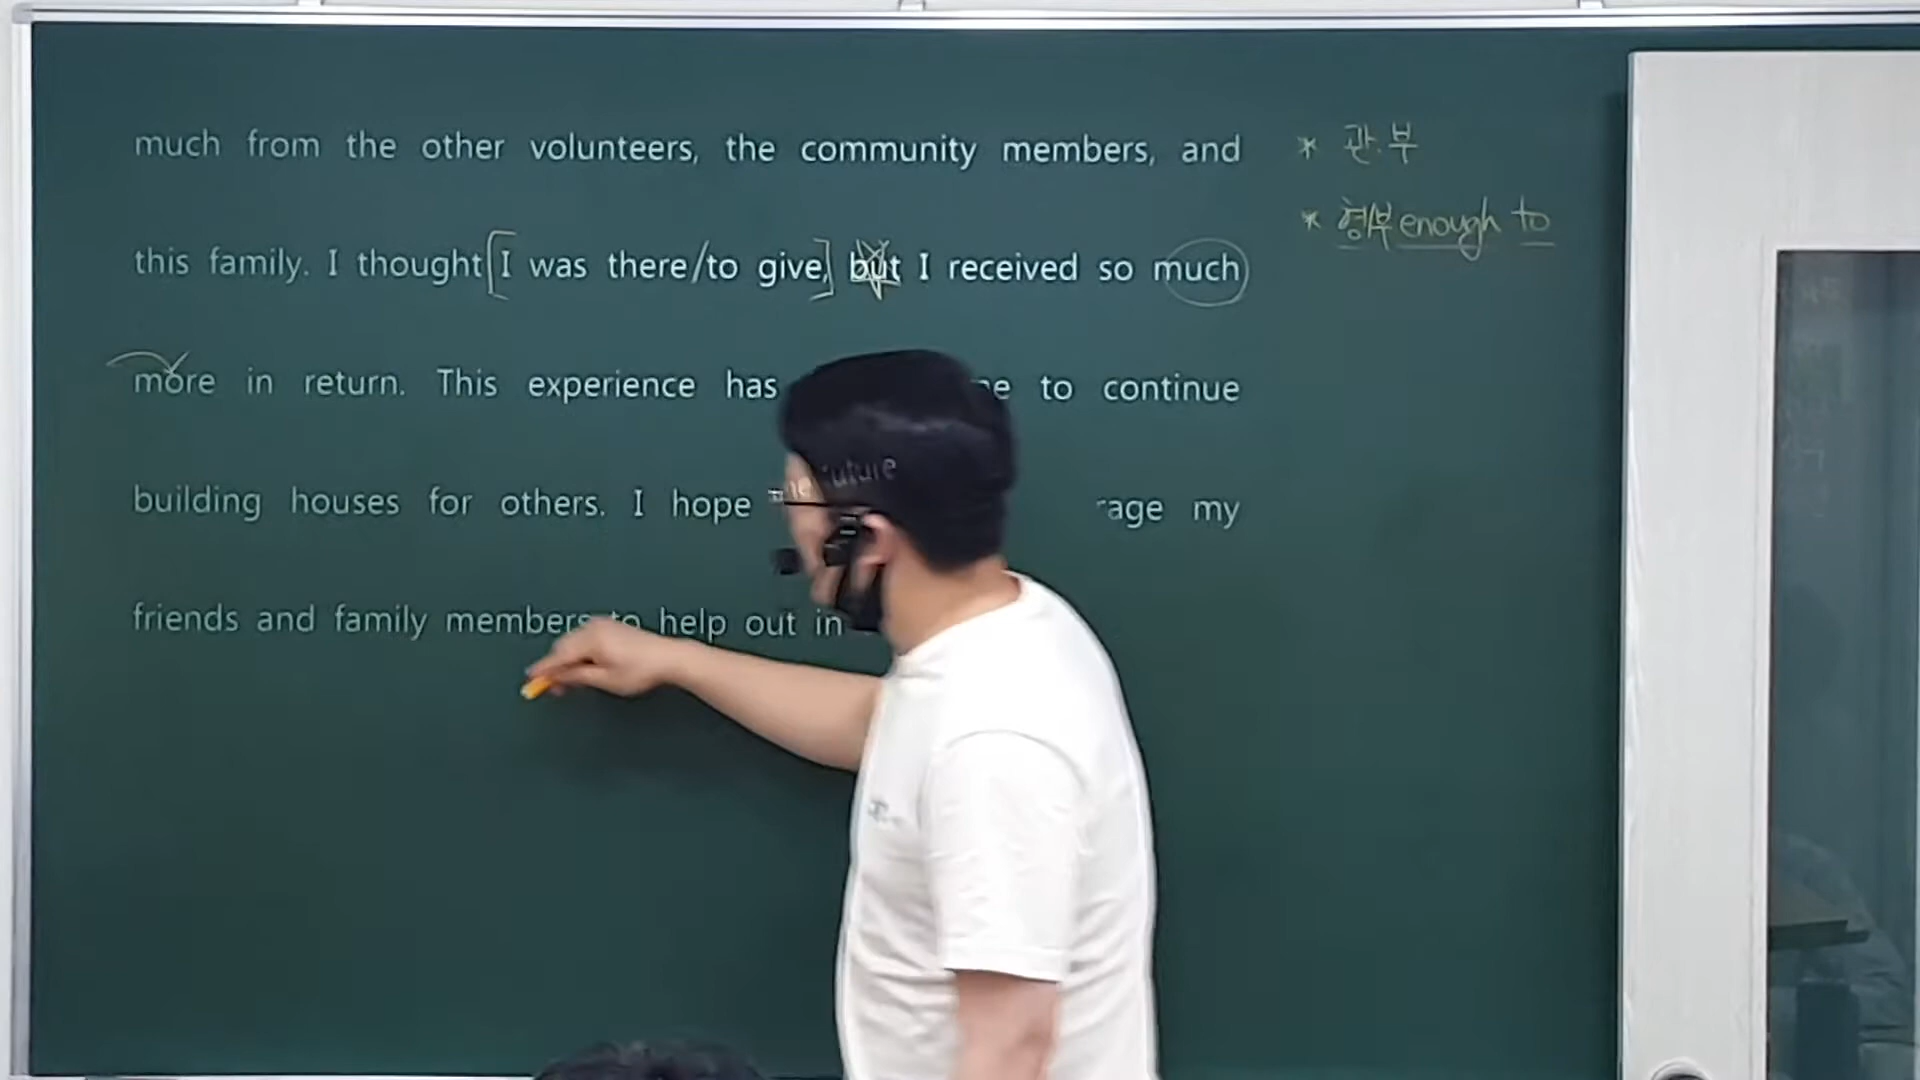 much from the other volunteers, the community members, and
this family. I thought [I was there/to give,] but I received so much
more in return. This experience has to continue
building houses for others. I hope future my
friends and family members to help out in
* 관.부
* 형부 enough to